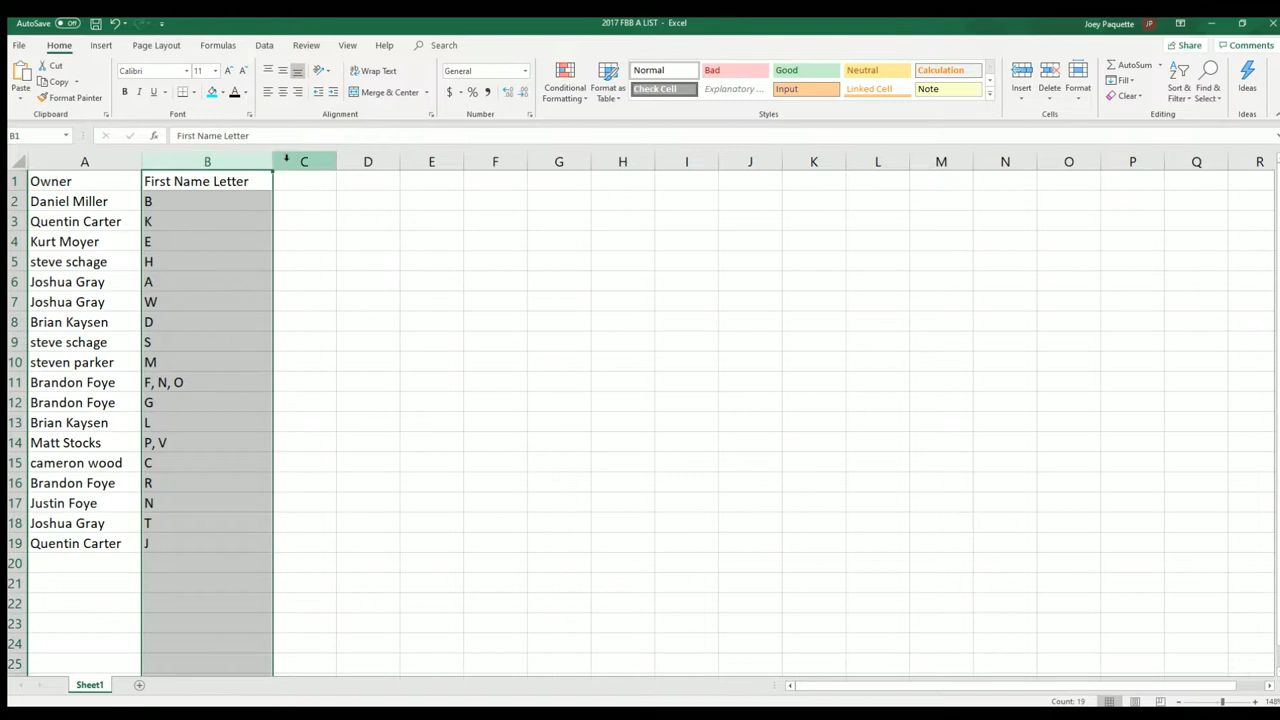 AutoSave Off 2017 FBB A LIST - Excel Joey Paquette JP
File Home Insert Page Layout Formulas Data Review View Help Search Share Comments
Paste Cut Copy Format Painter Clipboard
Calibri 11 A A B I U A Font
Wrap Text Merge & Center Alignment
General $ % Number
Conditional Formatting Format as Table
Normal Bad Good Neutral Calculation
Check Cell Explanatory ... Input Linked Cell Note
Styles
Insert Delete Format Cells
AutoSum Fill Clear Sort & Filter Find & Select Editing
Ideas Ideas
B1 fx First Name Letter
A B C D E F G H I J K L M N O P Q R
1 Owner First Name Letter
2 Daniel Miller B
3 Quentin Carter K
4 Kurt Moyer E
5 steve schage H
6 Joshua Gray A
7 Joshua Gray W
8 Brian Kaysen D
9 steve schage S
10 steven parker M
11 Brandon Foye F, N, O
12 Brandon Foye G
13 Brian Kaysen L
14 Matt Stocks P, V
15 cameron wood C
16 Brandon Foye R
17 Justin Foye N
18 Joshua Gray T
19 Quentin Carter J
20
21
22
23
24
25
Sheet1
Count: 19